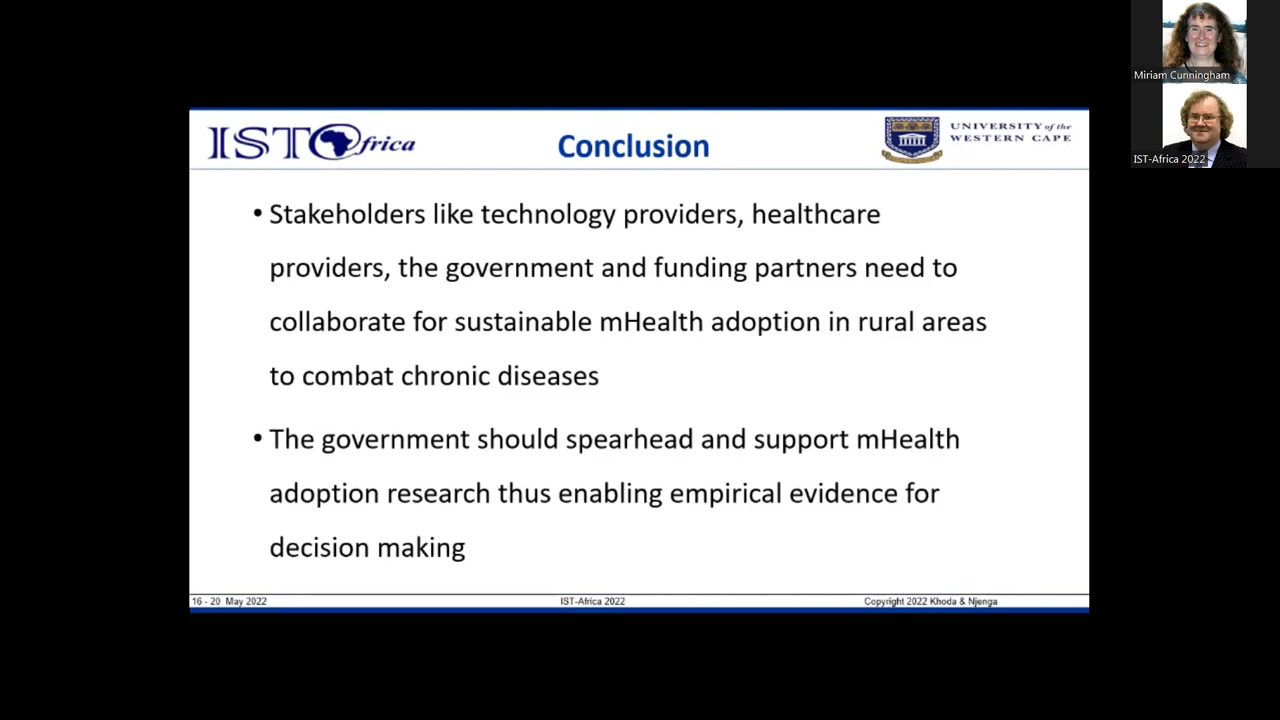 ISTAfrica
Conclusion
UNIVERSITY of the
WESTERN CAPE
• Stakeholders like technology providers, healthcare
providers, the government and funding partners need to
collaborate for sustainable mHealth adoption in rural areas
to combat chronic diseases
• The government should spearhead and support mHealth
adoption research thus enabling empirical evidence for
decision making
16 - 20 May 2022
IST-Africa 2022
Copyright 2022 Khoda & Njenga
Miriam Cunningham
IST-Africa 2022